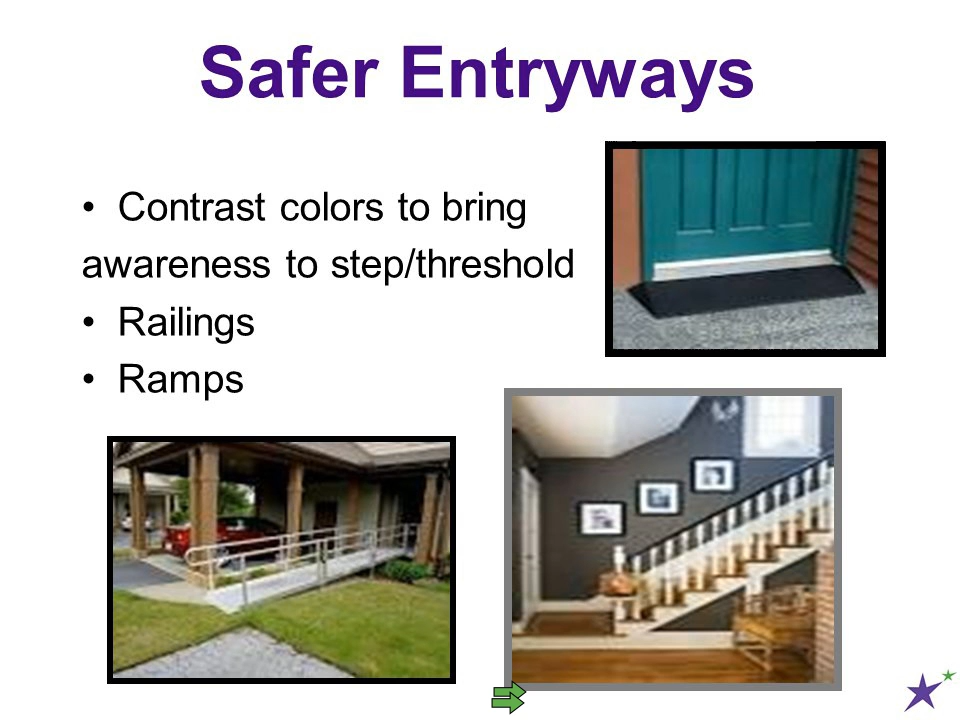 Safer Entryways
• Contrast colors to bring
awareness to step/threshold
• Railings
• Ramps